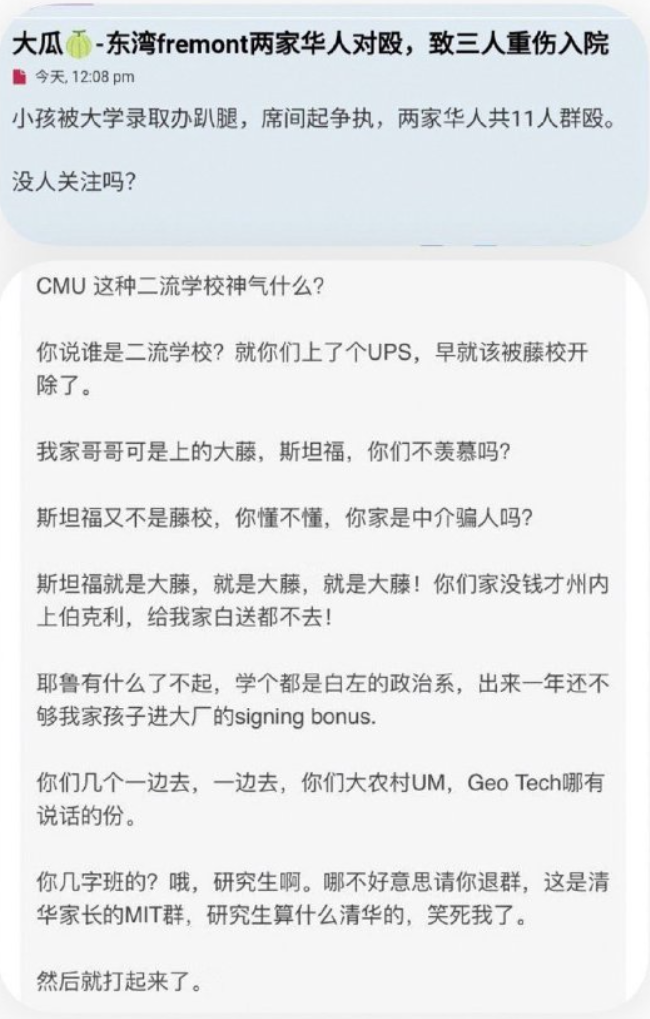 大瓜🍈-东湾fremont两家华人对殴，致三人重伤入院
今天, 12:08 pm
小孩被大学录取办趴腿，席间起争执，两家华人共11人群殴。
没人关注吗？
CMU 这种二流学校神气什么？
你说谁是二流学校？就你们上了个UPS，早就该被藤校开
除了。
我家哥哥可是上的大藤，斯坦福，你们不羡慕吗？
斯坦福又不是藤校，你懂不懂，你家是中介骗人吗？
斯坦福就是大藤，就是大藤，就是大藤！你们家没钱才州内
上伯克利，给我家白送都不去！
耶鲁有什么了不起，学个都是白左的政治系，出来一年还不
够我家孩子进大厂的signing bonus.
你们几个一边去，一边去，你们大农村UM，Geo Tech哪有
说话的份。
你几字班的？哦，研究生啊。哪不好意思请你退群，这是清
华家长的MIT群，研究生算什么清华的，笑死我了。
然后就打起来了。